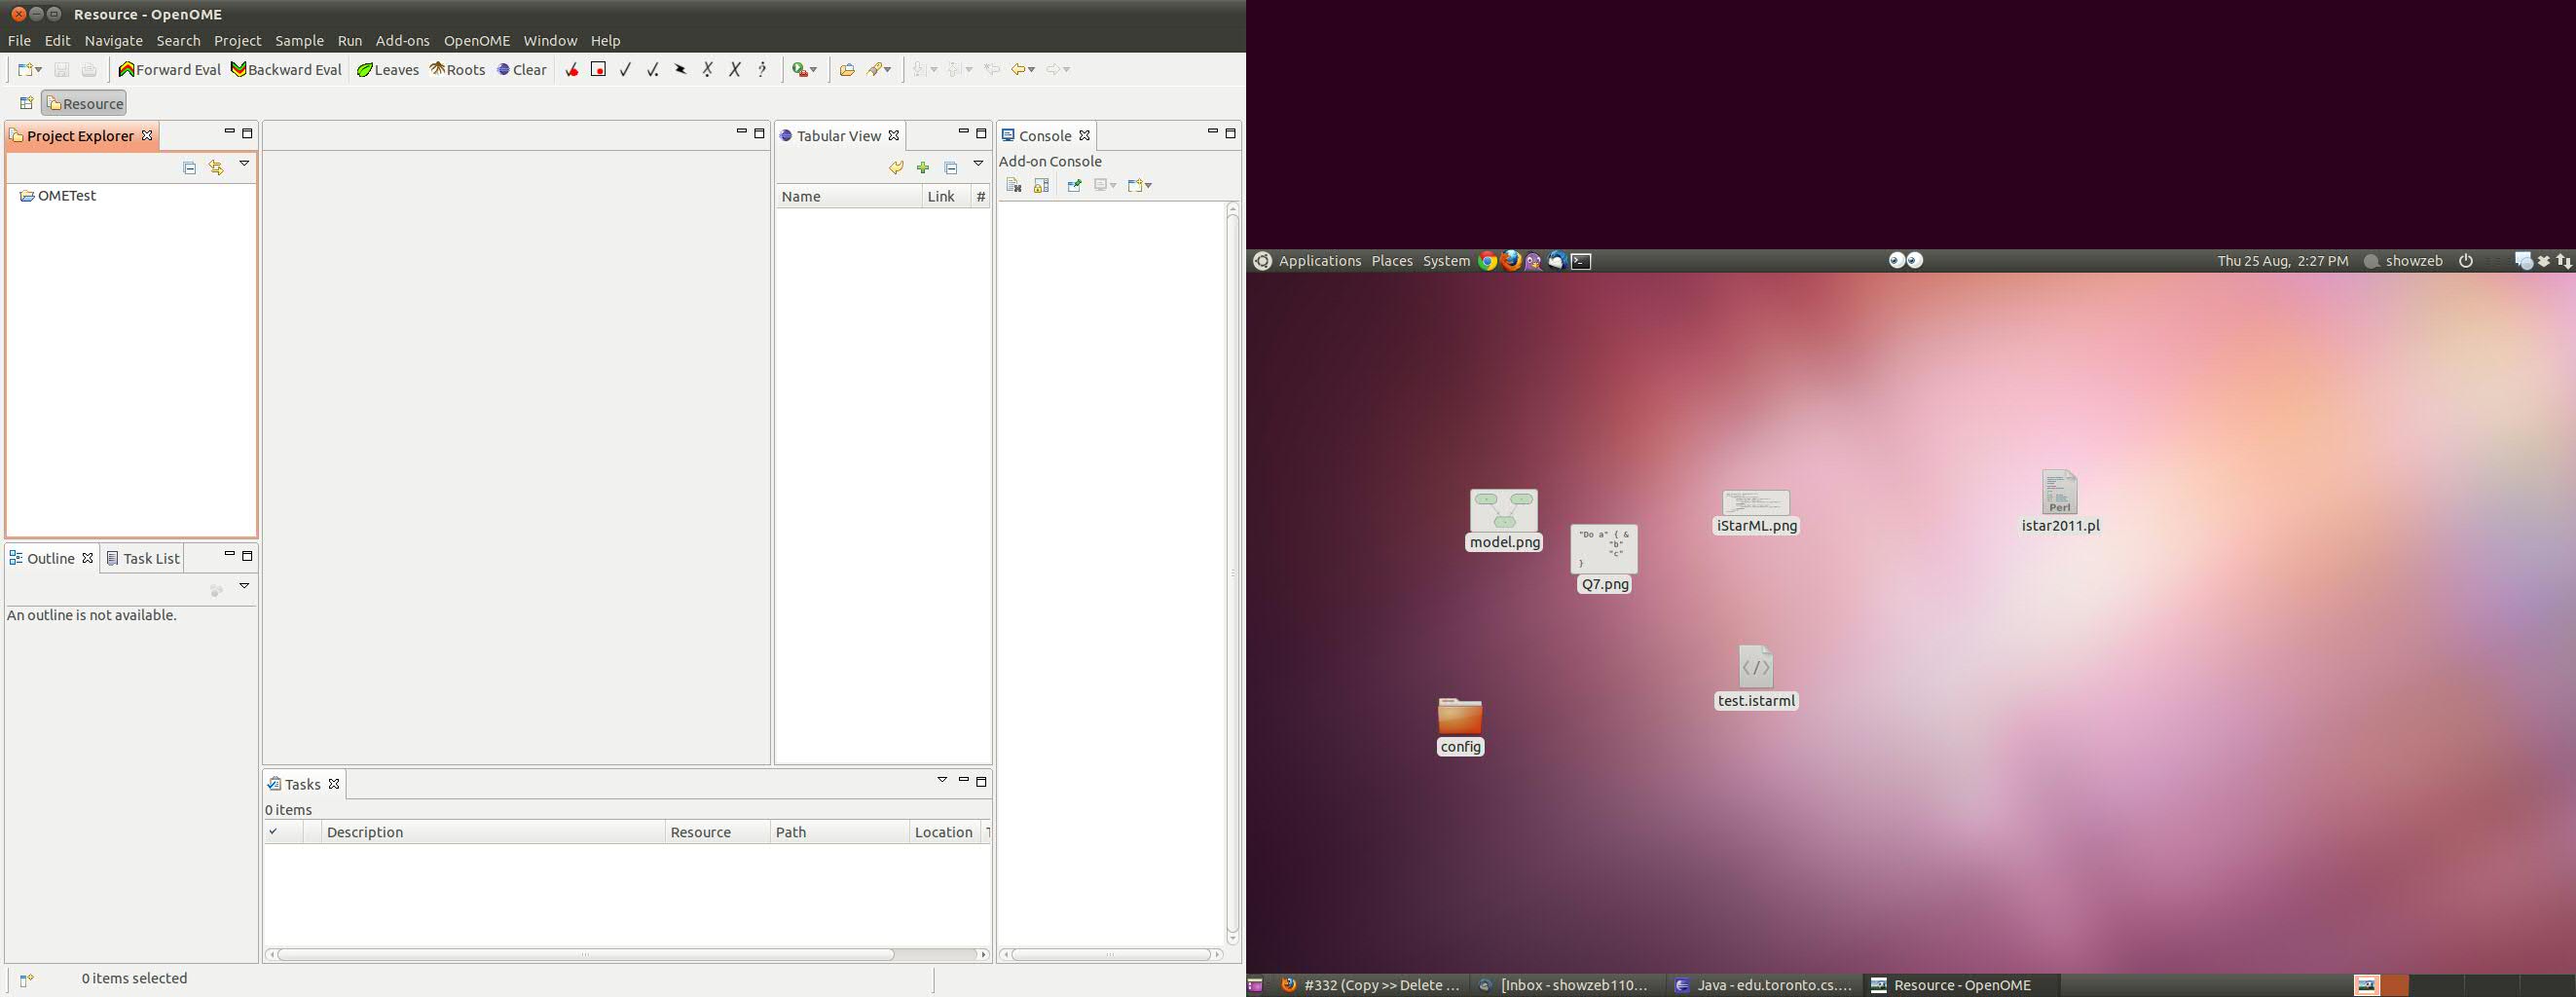 Resource - OpenOME
File Edit Navigate Search Project Sample Run Add-ons OpenOME Window Help
Forward Eval Backward Eval Leaves Roots Clear
Resource
Project Explorer
OMETest
Tabular View
Name Link #
Console
Add-on Console
Outline Task List
An outline is not available.
Tasks
0 items
Description Resource Path Location
0 items selected
Applications Places System
Thu 25 Aug, 2:27 PM showzeb
model.png
"Do a" { &
"b"
"c"
}
Q7.png
iStarML.png
Perl
istar2011.pl
</>
test.istarml
config
#332 (Copy >> Delete ...
[Inbox - showzeb110...
Java - edu.toronto.cs....
Resource - OpenOME